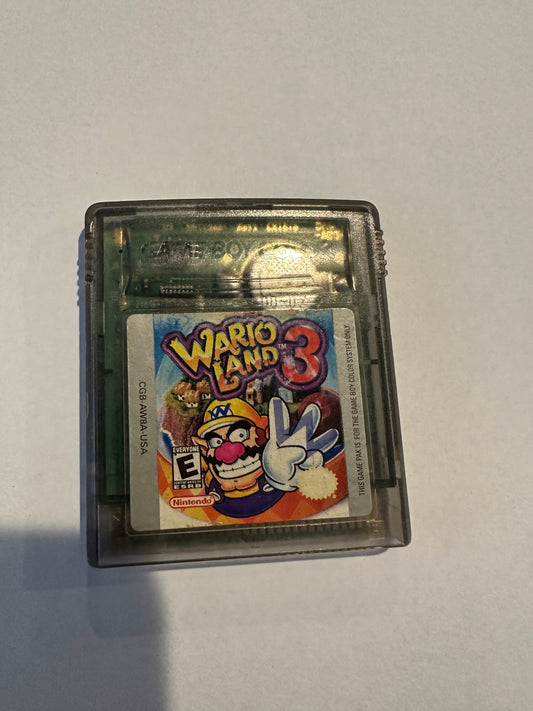 GAME BOY
WARIO
LAND™ 3
CGB-AW8A-USA
THIS GAME PAK IS FOR THE GAME BOY COLOR SYSTEM ONLY
W
EVERYONE
E
ESRB
Nintendo